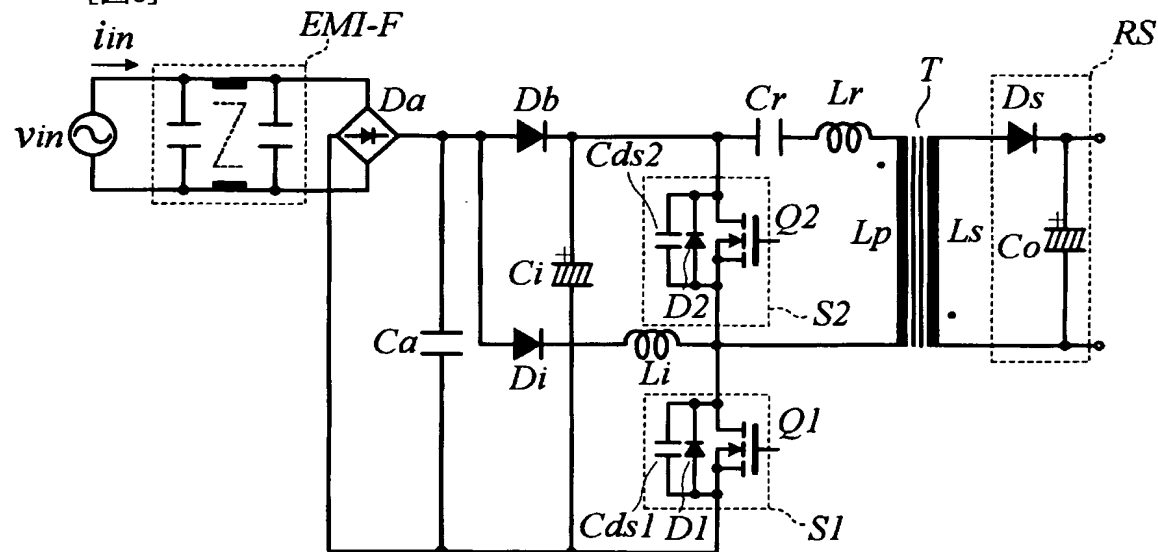 EMI-F
RS
iin
T
Da
Db
Cr
Lr
Ds
vin
Cds2
Q2
Lp
Ls
Co
Ci
D2
S2
Ca
Di
Li
Q1
Cds1
D1
S1